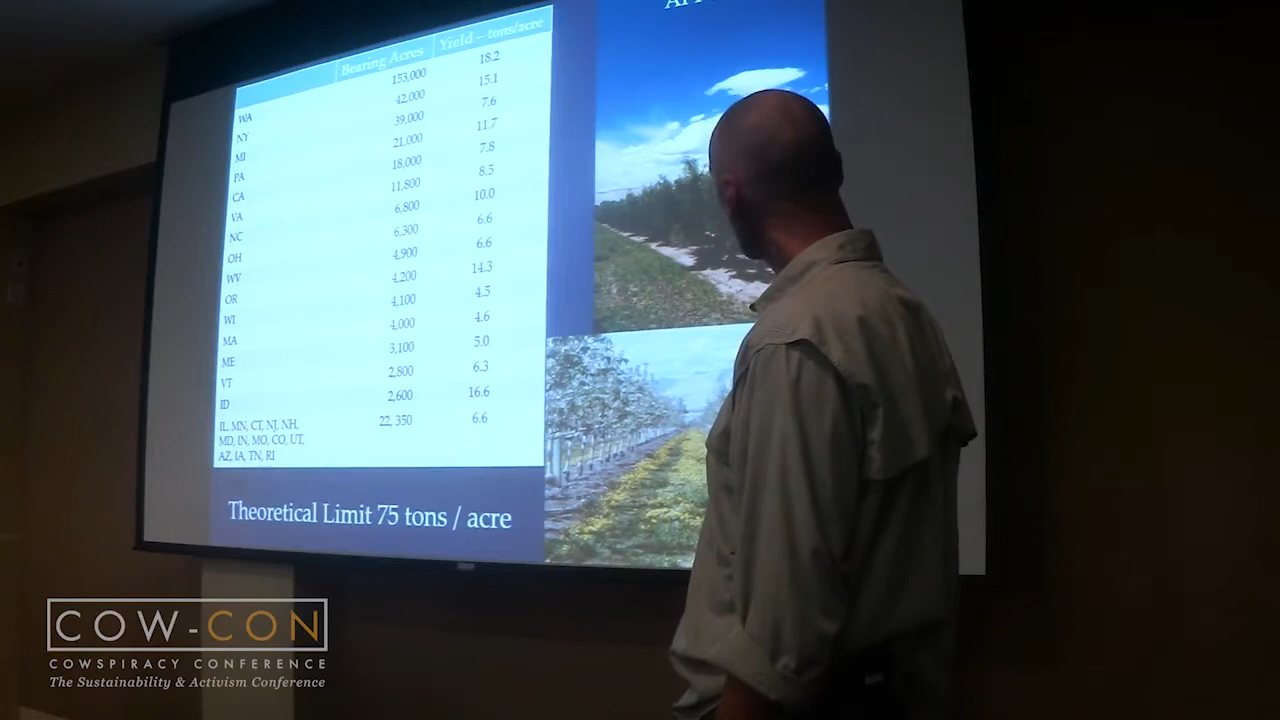 Bearing Acres Yield – tons/acre
WA 153,000 18.2
NY 42,000 15.1
MI 39,000 7.6
PA 21,000 11.7
CA 18,000 7.8
VA 11,800 8.5
NC 6,800 10.0
OH 6,300 6.6
WV 4,900 6.6
OR 4,200 14.3
WI 4,100 4.5
MA 4,000 4.6
ME 3,100 5.0
VT 2,800 6.3
ID 2,600 16.6
IL, MN, CT, NJ, NH, 22, 350 6.6
MD, IN, MO, CO, UT,
AZ, IA, TN, RI
Theoretical Limit 75 tons / acre
COW-CON
COWSPIRACY CONFERENCE
The Sustainability & Activism Conference